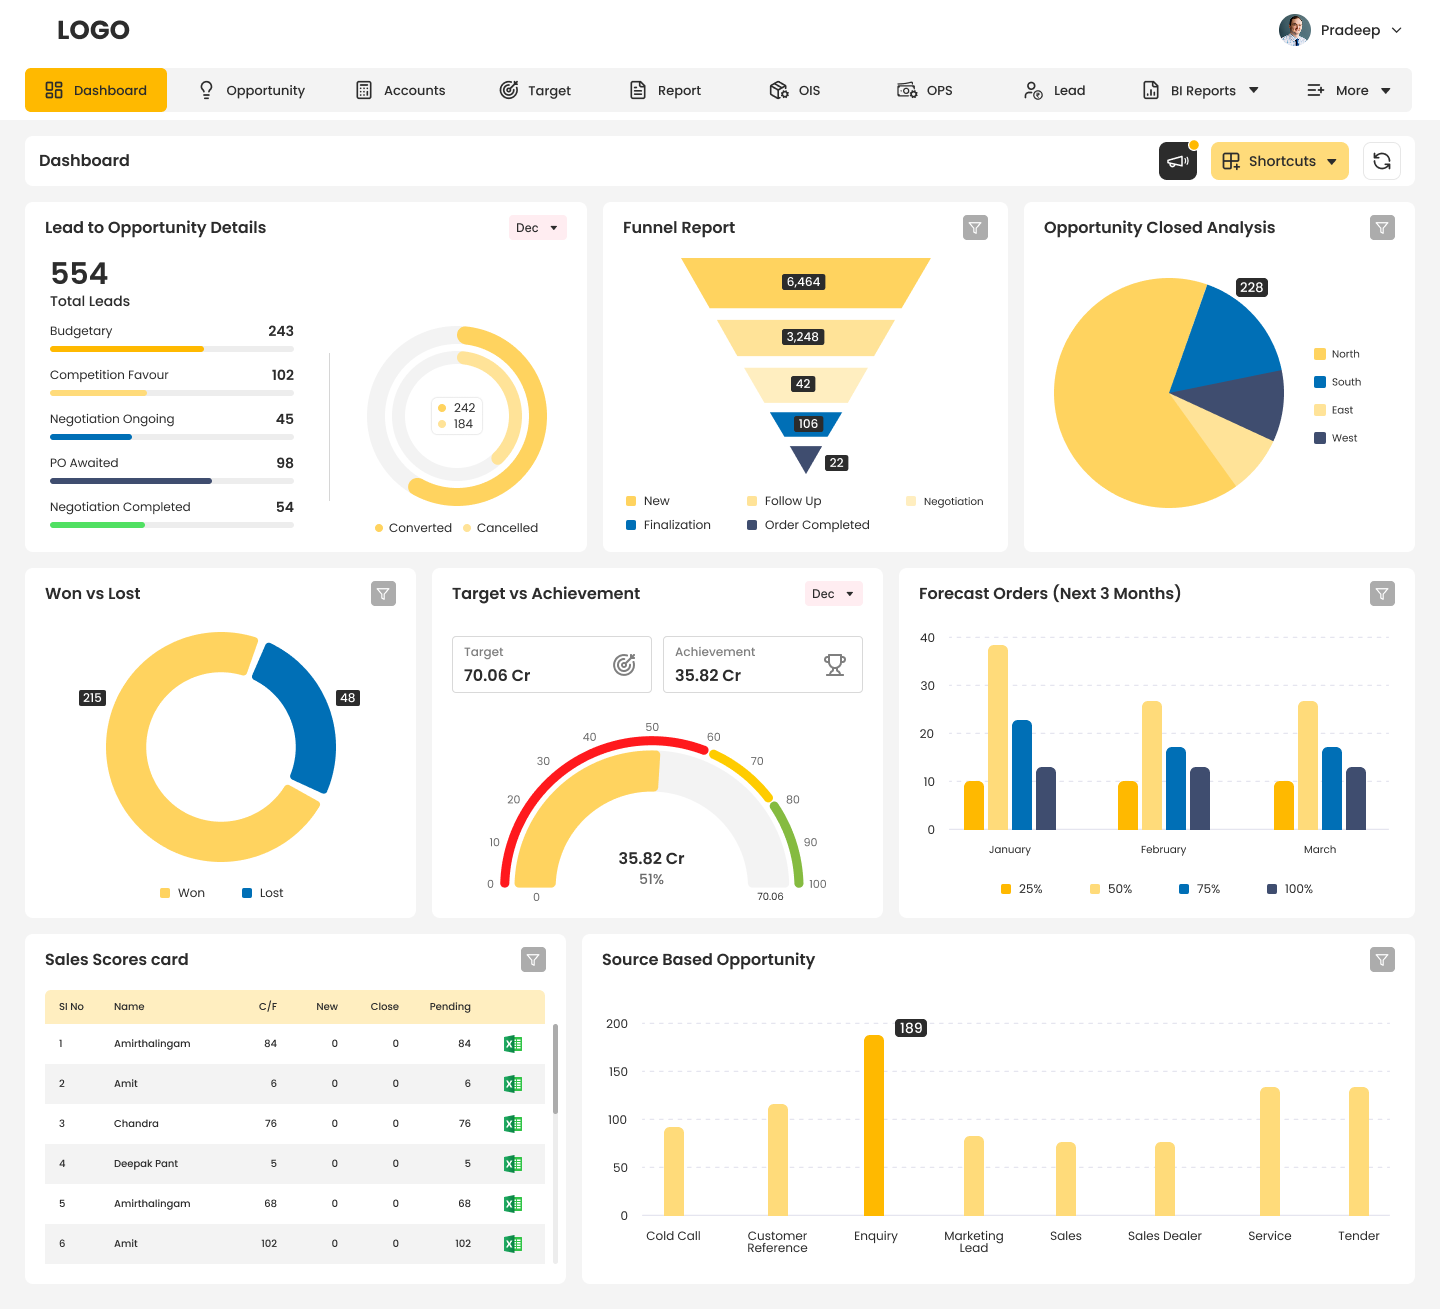 LOGO
Pradeep
Dashboard
Opportunity
Accounts
Target
Report
OIS
OPS
Lead
BI Reports
More
Dashboard
Shortcuts
Lead to Opportunity Details
Dec
554
Total Leads
Budgetary 243
Competition Favour 102
Negotiation Ongoing 45
PO Awaited 98
Negotiation Completed 54
242
184
Converted Cancelled
Funnel Report
6,464
3,248
42
106
22
New Follow Up Negotiation
Finalization Order Completed
Opportunity Closed Analysis
228
North
South
East
West
Won vs Lost
215
48
Won Lost
Target vs Achievement
Dec
Target
70.06 Cr
Achievement
35.82 Cr
0
10
20
30
40
50
60
70
80
90
100
35.82 Cr
51%
0
70.06
Forecast Orders (Next 3 Months)
40
30
20
10
0
January February March
25% 50% 75% 100%
Sales Scores card
SI No Name C/F New Close Pending
1 Amirthalingam 84 0 0 84
2 Amit 6 0 0 6
3 Chandra 76 0 0 76
4 Deepak Pant 5 0 0 5
5 Amirthalingam 68 0 0 68
6 Amit 102 0 0 102
Source Based Opportunity
200
150
100
50
0
189
Cold Call
Customer
Reference
Enquiry
Marketing
Lead
Sales
Sales Dealer
Service
Tender